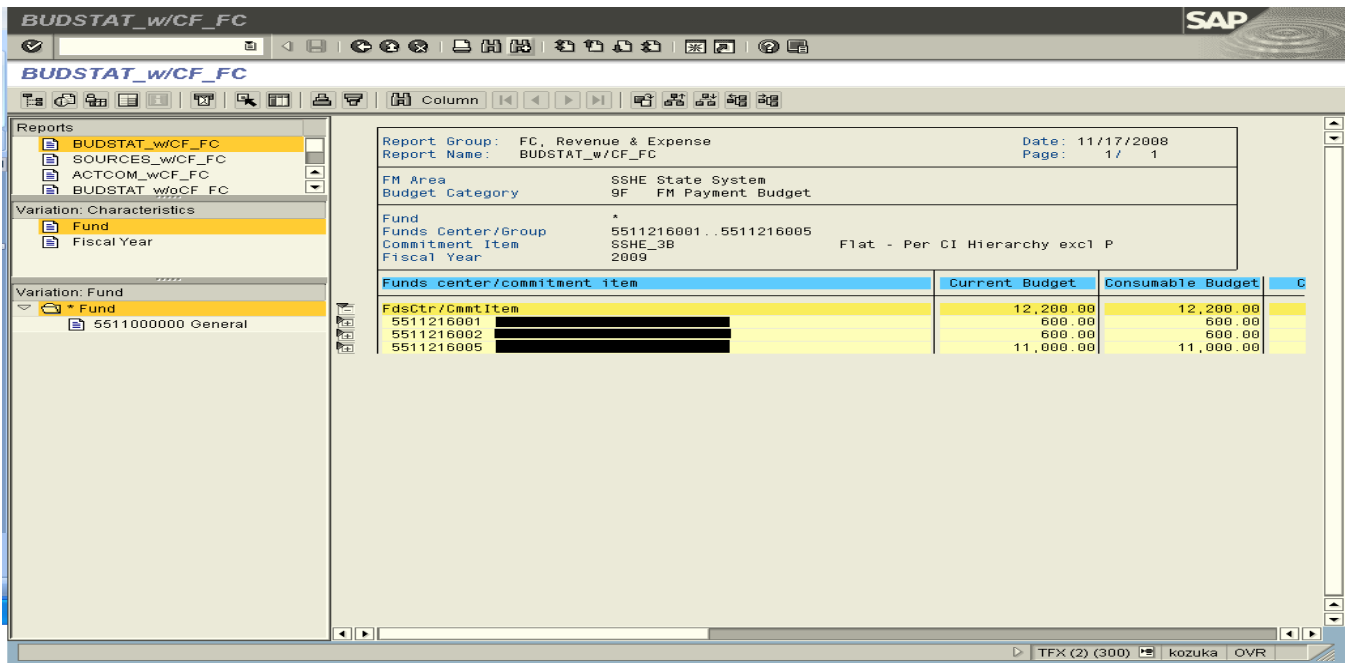 BUDSTAT_w/CF_FC
SAP
BUDSTAT_w/CF_FC
Column
Reports
BUDSTAT_w/CF_FC
SOURCES_w/CF_FC
ACTCOM_wCF_FC
BUDSTAT_w/oCF_FC
Variation: Characteristics
Fund
Fiscal Year
Variation: Fund
* Fund
5511000000 General
Report Group: FC, Revenue & Expense Date: 11/17/2008
Report Name: BUDSTAT_w/CF_FC Page: 1/ 1
FM Area SSHE State System
Budget Category 9F FM Payment Budget
Fund *
Funds Center/Group 5511216001..5511216005
Commitment Item SSHE_3B Flat - Per CI Hierarchy excl P
Fiscal Year 2009
Funds center/commitment item Current Budget Consumable Budget C
FdsCtr/CmmtItem 12,200.00 12,200.00
5511216001 600.00 600.00
5511216002 600.00 600.00
5511216005 11,000.00 11,000.00
TFX (2) (300) kozuka OVR